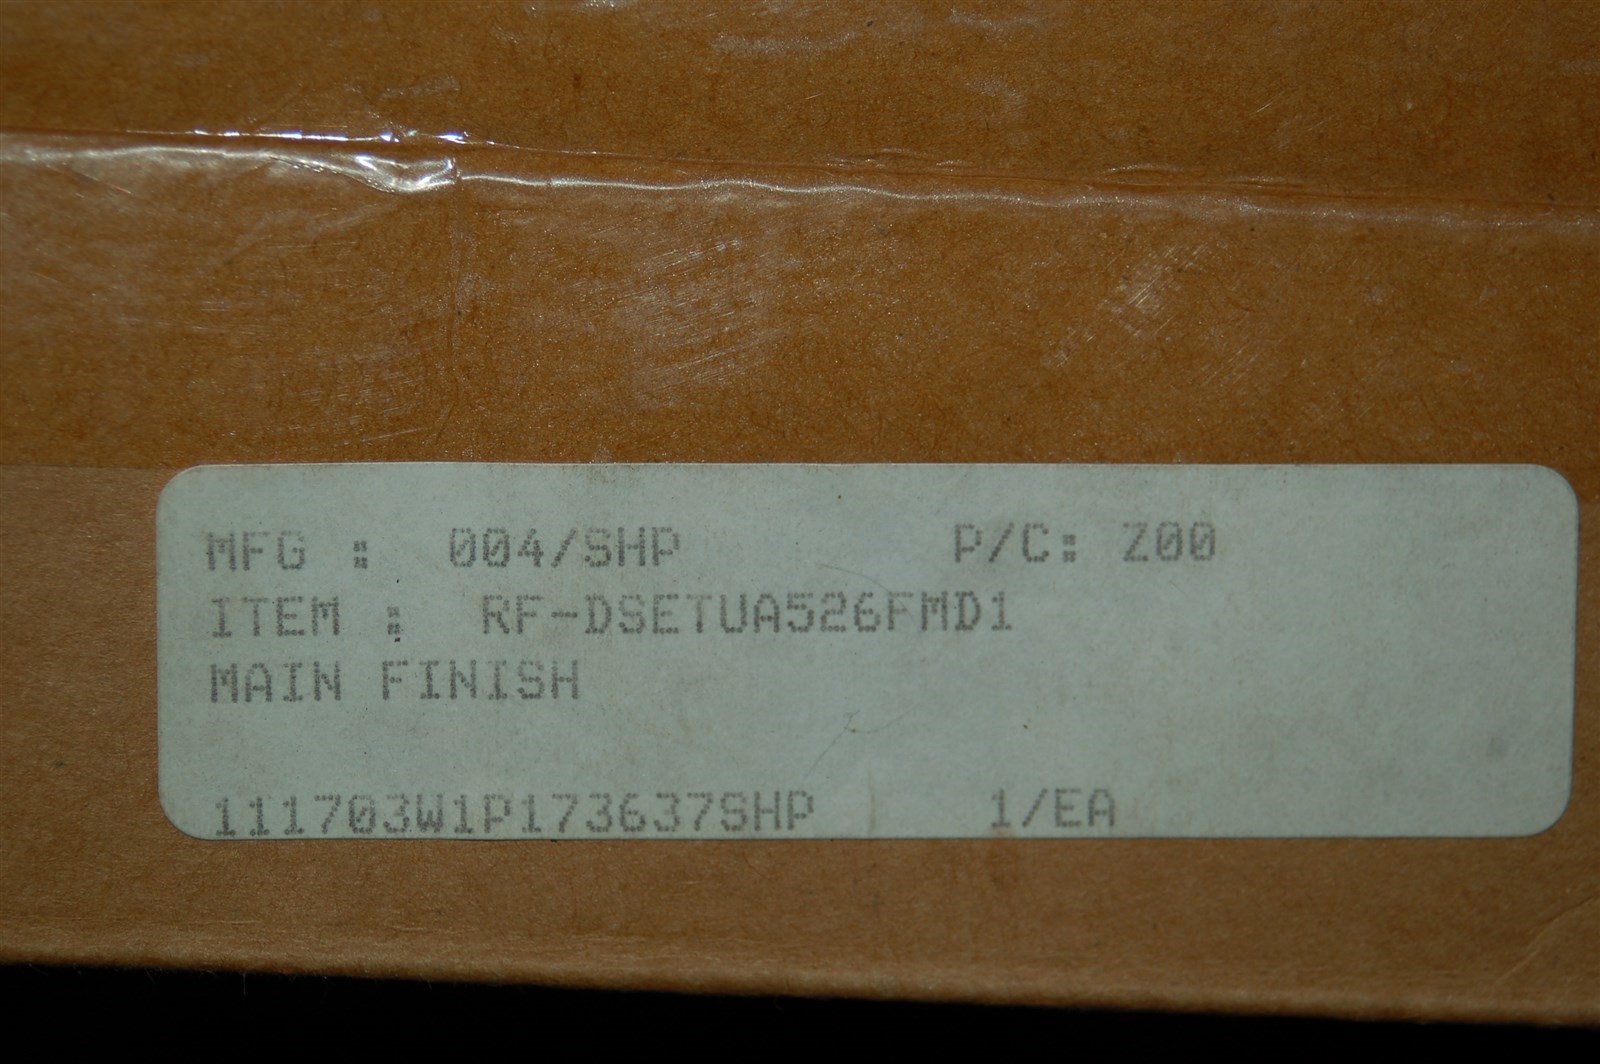 MFG : 004/SHP P/C: Z00
ITEM : RF-DSETUA526FMD1
MAIN FINISH
111703W1P173637SHP 1/EA